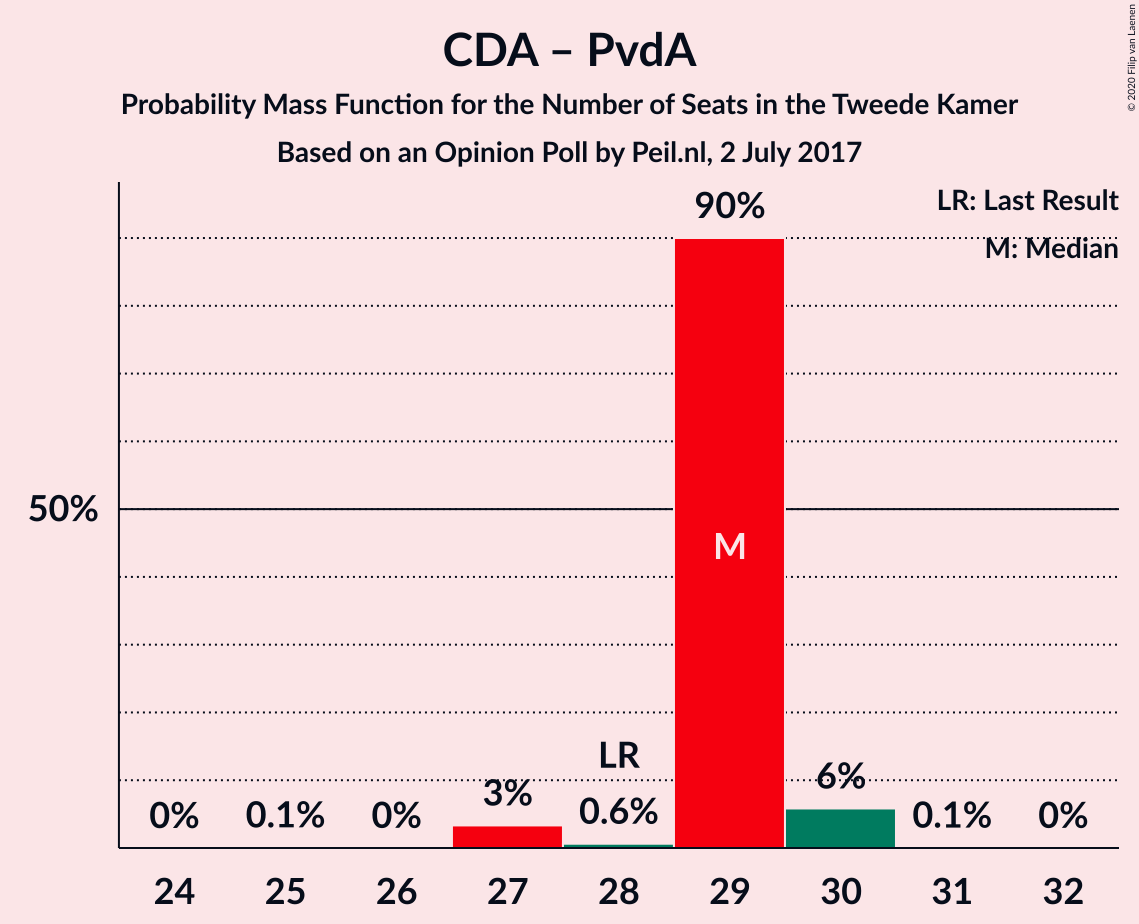 CDA – PvdA
Probability Mass Function for the Number of Seats in the Tweede Kamer
Based on an Opinion Poll by Peil.nl, 2 July 2017
© 2020 Filip van Laenen
LR: Last Result
M: Median
90%
50%
M
LR
0% 0.1% 0% 3% 0.6% 6% 0.1% 0%
24 25 26 27 28 29 30 31 32